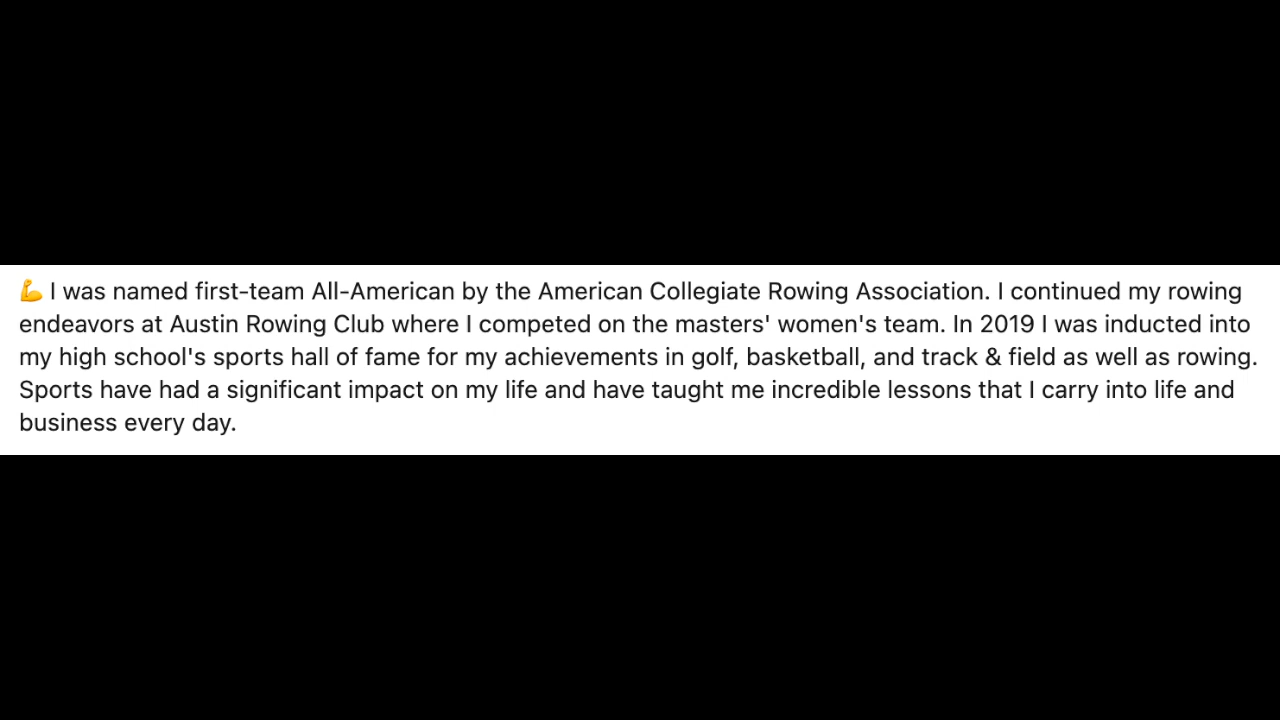 💪 I was named first-team All-American by the American Collegiate Rowing Association. I continued my rowing
endeavors at Austin Rowing Club where I competed on the masters' women's team. In 2019 I was inducted into
my high school's sports hall of fame for my achievements in golf, basketball, and track & field as well as rowing.
Sports have had a significant impact on my life and have taught me incredible lessons that I carry into life and
business every day.